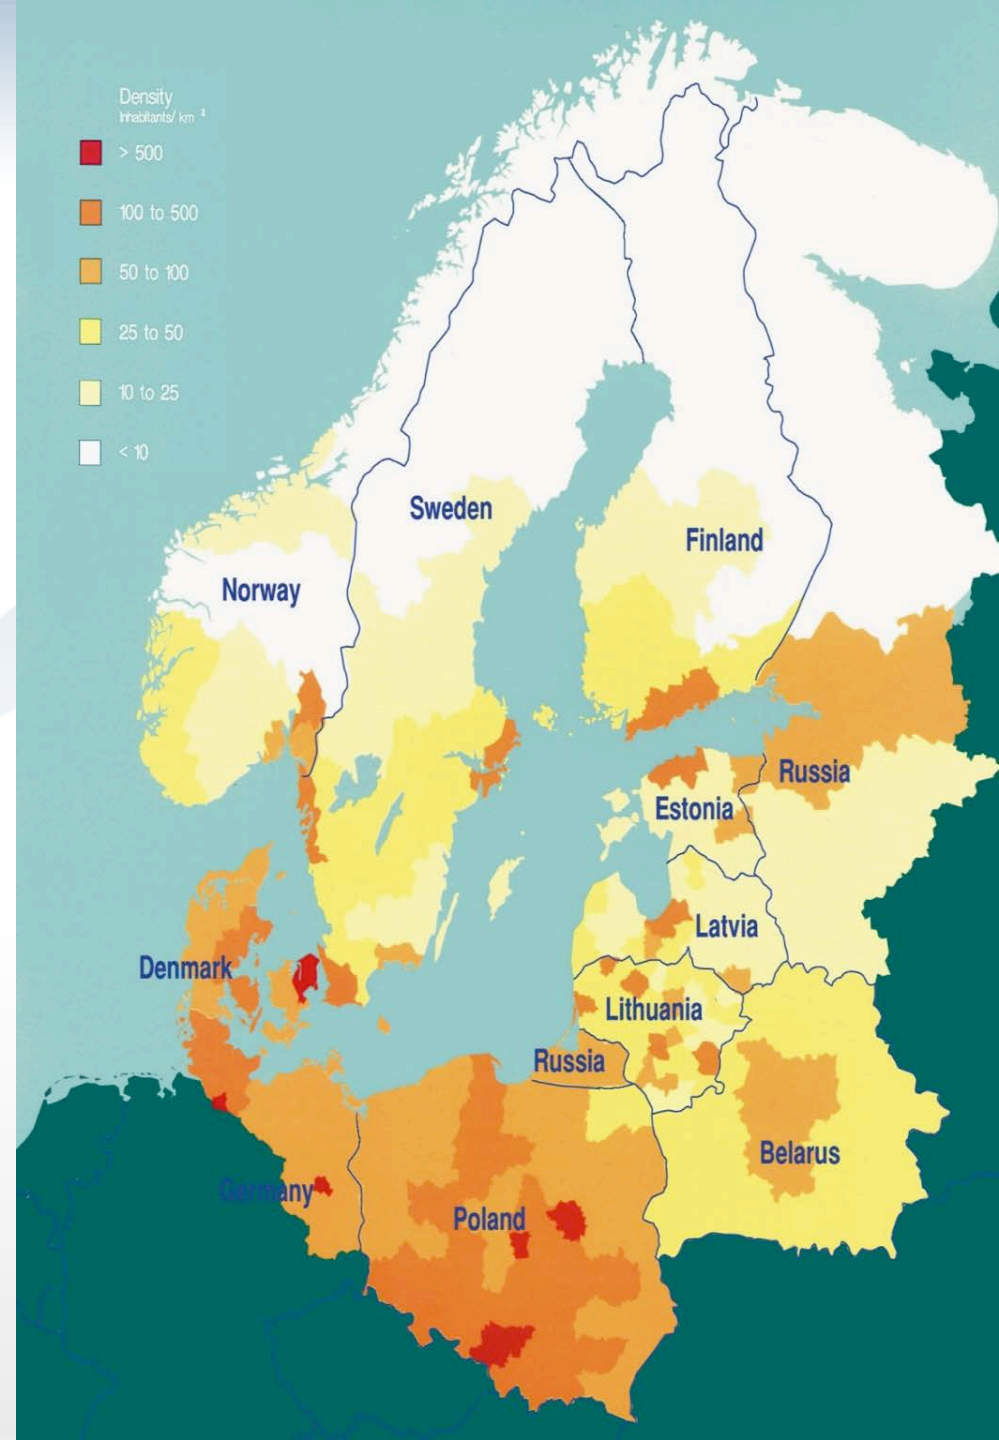 Density
Inhabitants/ km ²
> 500
100 to 500
50 to 100
25 to 50
10 to 25
< 10
Sweden
Finland
Norway
Russia
Estonia
Latvia
Denmark
Lithuania
Russia
Belarus
Germany
Poland